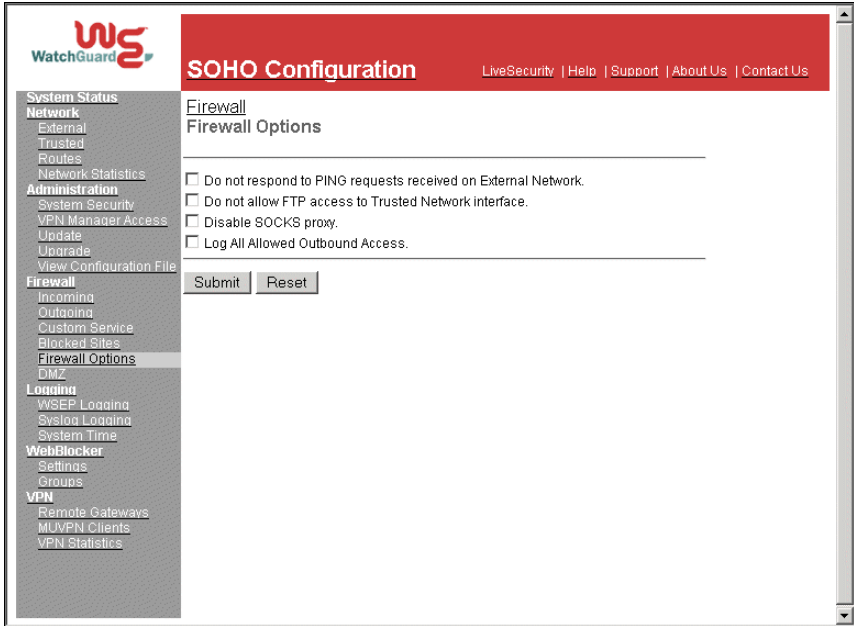 WatchGuard
SOHO Configuration
LiveSecurity | Help | Support | About Us | Contact Us
System Status
Network
External
Trusted
Routes
Network Statistics
Administration
System Security
VPN Manager Access
Update
Upgrade
View Configuration File
Firewall
Incoming
Outgoing
Custom Service
Blocked Sites
Firewall Options
DMZ
Logging
WSEP Logging
Syslog Logging
System Time
WebBlocker
Settings
Groups
VPN
Remote Gateways
MUVPN Clients
VPN Statistics
Firewall
Firewall Options
Do not respond to PING requests received on External Network.
Do not allow FTP access to Trusted Network interface.
Disable SOCKS proxy.
Log All Allowed Outbound Access.
Submit Reset